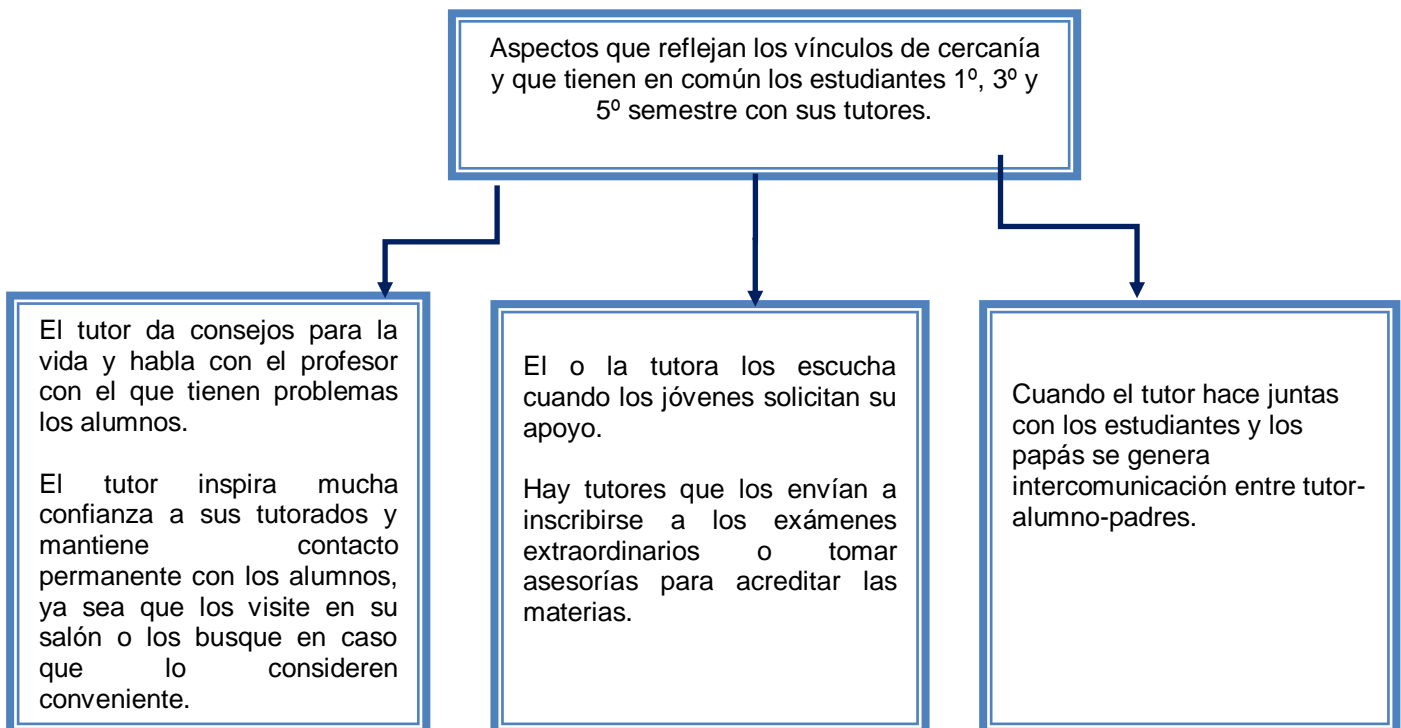 Aspectos que reflejan los vínculos de cercanía
y que tienen en común los estudiantes 1º, 3º y
5º semestre con sus tutores.
El tutor da consejos para la
vida y habla con el profesor
con el que tienen problemas
los alumnos.
El tutor inspira mucha
confianza a sus tutorados y
mantiene contacto
permanente con los alumnos,
ya sea que los visite en su
salón o los busque en caso
que lo consideren
conveniente.
El o la tutora los escucha
cuando los jóvenes solicitan su
apoyo.
Hay tutores que los envían a
inscribirse a los exámenes
extraordinarios o tomar
asesorías para acreditar las
materias.
Cuando el tutor hace juntas
con los estudiantes y los
papás se genera
intercomunicación entre tutor-
alumno-padres.